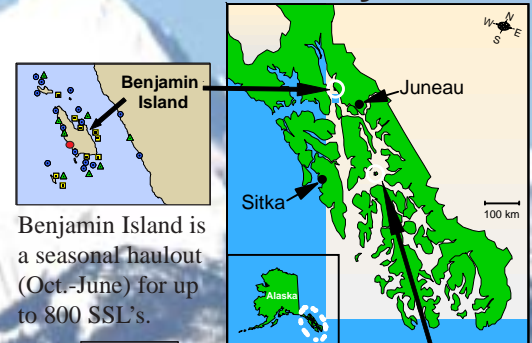 Benjamin
Island
Benjamin Island is
a seasonal haulout
(Oct.-June) for up
to 800 SSL's.
N
W
E
S
Juneau
Sitka
100 km
Alaska